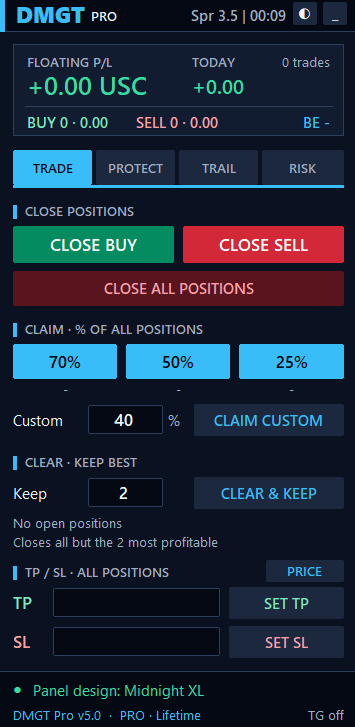 DMGT PRO Spr 3.5 | 00:09 _
FLOATING P/L TODAY 0 trades
+0.00 USC +0.00
BUY 0 · 0.00 SELL 0 · 0.00 BE -
TRADE PROTECT TRAIL RISK
CLOSE POSITIONS
CLOSE BUY CLOSE SELL
CLOSE ALL POSITIONS
CLAIM · % OF ALL POSITIONS
70% 50% 25%
- - -
Custom 40 % CLAIM CUSTOM
CLEAR · KEEP BEST
Keep 2 CLEAR & KEEP
No open positions
Closes all but the 2 most profitable
TP / SL · ALL POSITIONS PRICE
TP SET TP
SL SET SL
• Panel design: Midnight XL
DMGT Pro v5.0 · PRO · Lifetime TG off